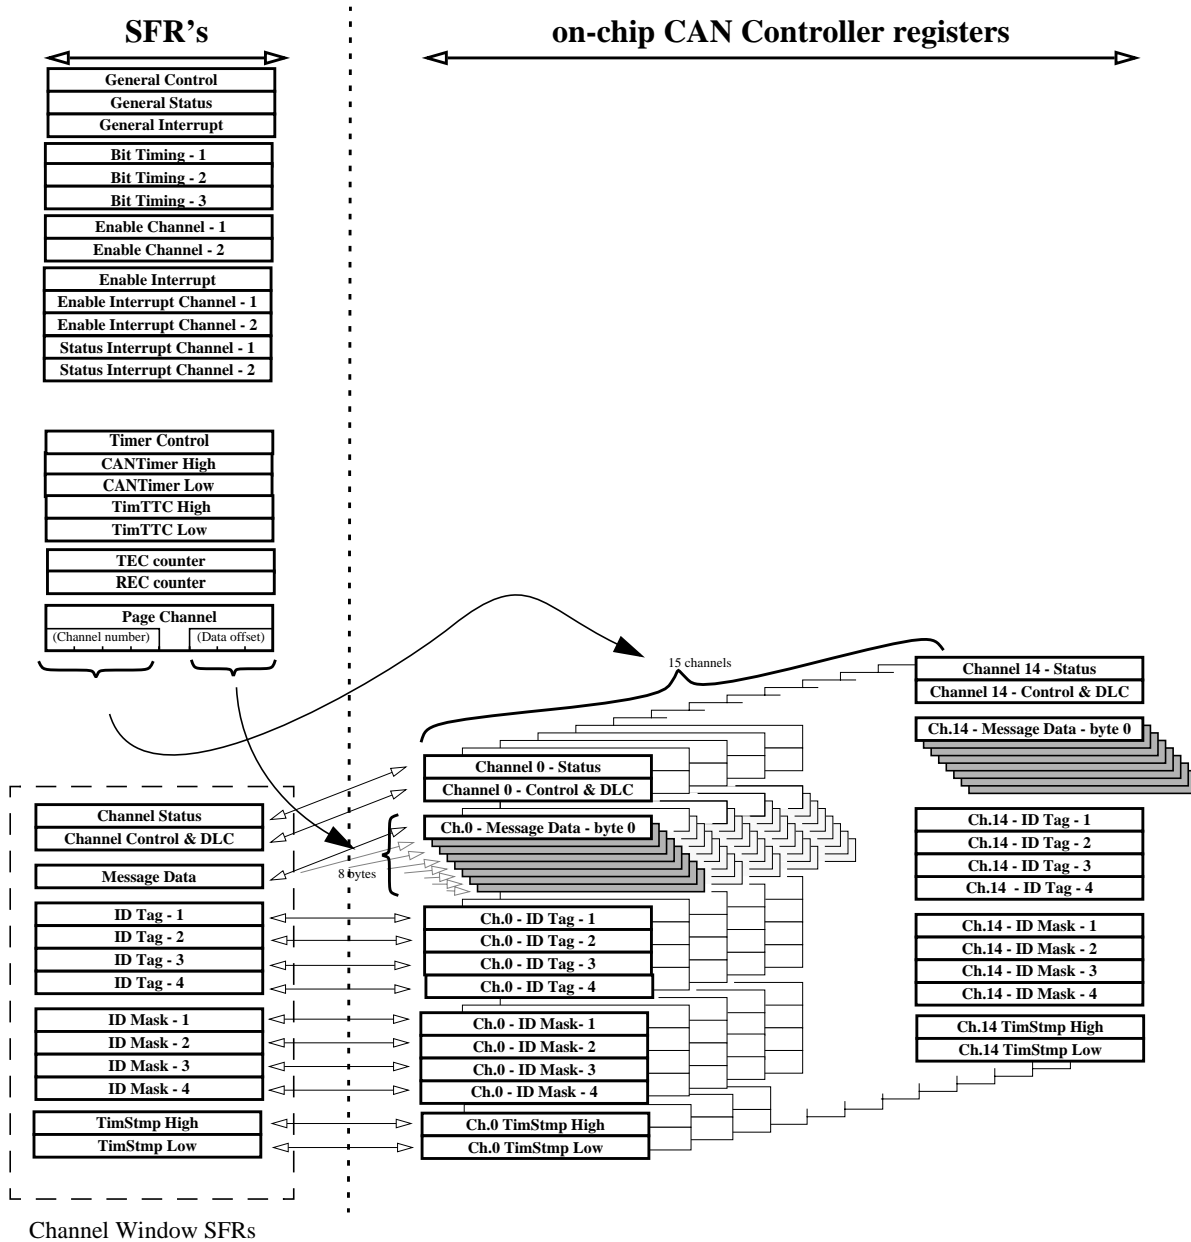 SFR's
on-chip CAN Controller registers
General Control
General Status
General Interrupt
Bit Timing - 1
Bit Timing - 2
Bit Timing - 3
Enable Channel - 1
Enable Channel - 2
Enable Interrupt
Enable Interrupt Channel - 1
Enable Interrupt Channel - 2
Status Interrupt Channel - 1
Status Interrupt Channel - 2
Timer Control
CANTimer High
CANTimer Low
TimTTC High
TimTTC Low
TEC counter
REC counter
Page Channel
(Channel number)
(Data offset)
Channel Status
Channel Control & DLC
Message Data
ID Tag - 1
ID Tag - 2
ID Tag - 3
ID Tag - 4
ID Mask - 1
ID Mask - 2
ID Mask - 3
ID Mask - 4
TimStmp High
TimStmp Low
Channel Window SFRs
15 channels
8 bytes
Channel 0 - Status
Channel 0 - Control & DLC
Ch.0 - Message Data - byte 0
Ch.0 - ID Tag - 1
Ch.0 - ID Tag - 2
Ch.0 - ID Tag - 3
Ch.0 - ID Tag - 4
Ch.0 - ID Mask- 1
Ch.0 - ID Mask- 2
Ch.0 - ID Mask- 3
Ch.0 - ID Mask - 4
Ch.0 TimStmp High
Ch.0 TimStmp Low
Channel 14 - Status
Channel 14 - Control & DLC
Ch.14 - Message Data - byte 0
Ch.14 - ID Tag - 1
Ch.14 - ID Tag - 2
Ch.14 - ID Tag - 3
Ch.14 - ID Tag - 4
Ch.14 - ID Mask - 1
Ch.14 - ID Mask - 2
Ch.14 - ID Mask - 3
Ch.14 - ID Mask - 4
Ch.14 TimStmp High
Ch.14 TimStmp Low